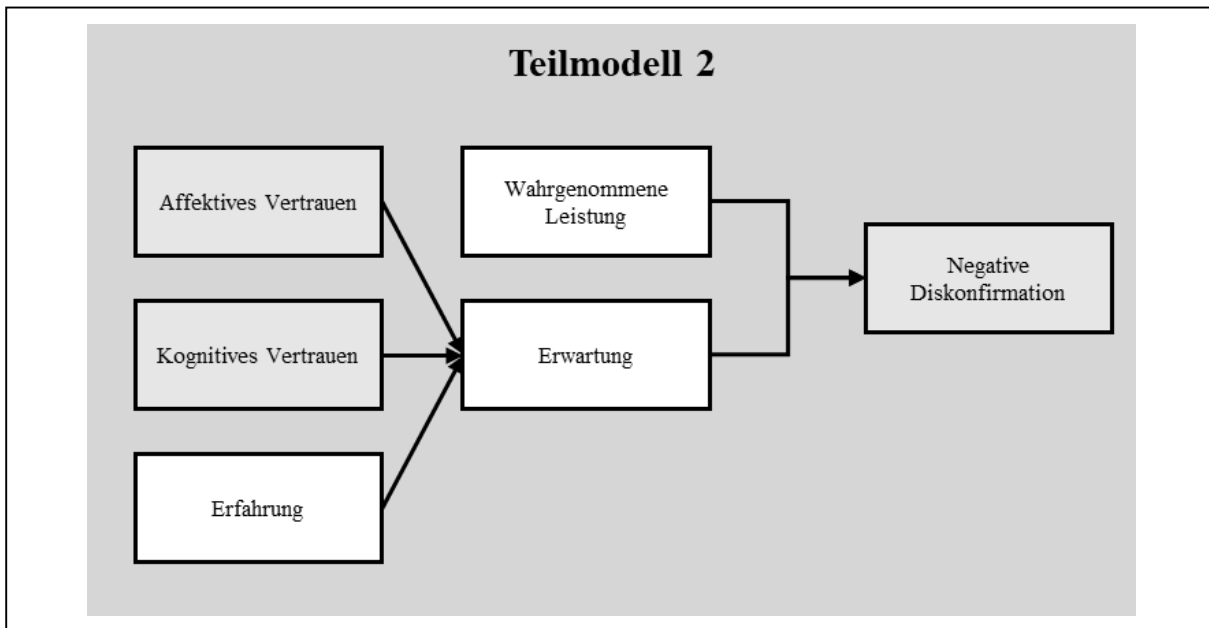 Teilmodell 2
Affektives Vertrauen
Wahrgenommene
Leistung
Negative
Diskonfirmation
Kognitives Vertrauen
Erwartung
Erfahrung